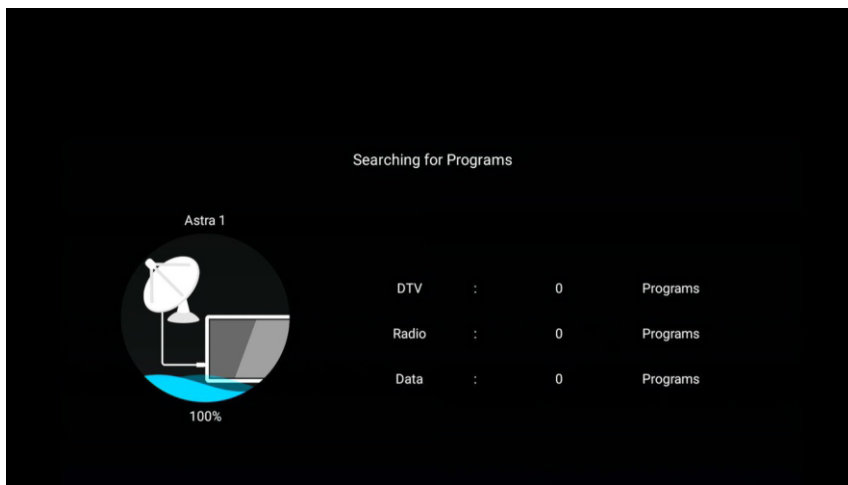 Searching for Programs
Astra 1
DTV : 0 Programs
Radio : 0 Programs
Data : 0 Programs
100%